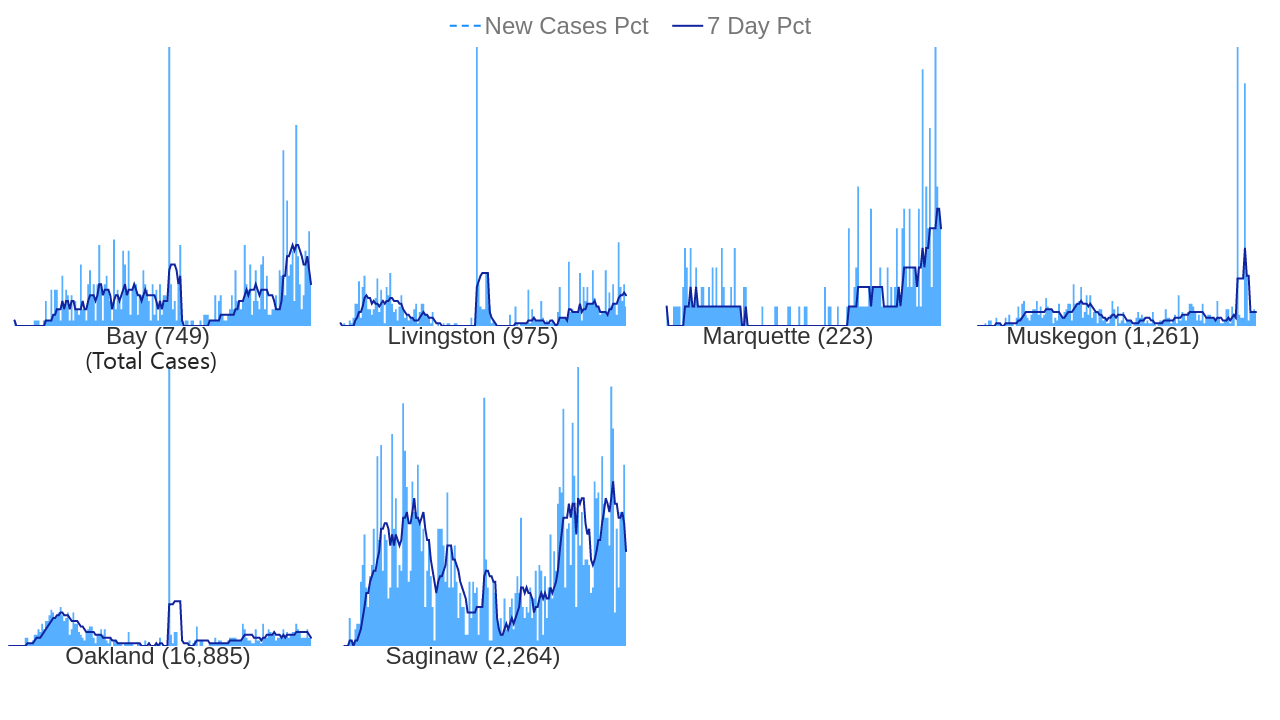 New Cases Pct 7 Day Pct
Bay (749)
(Total Cases)
Livingston (975)
Marquette (223)
Muskegon (1,261)
Oakland (16,885)
Saginaw (2,264)